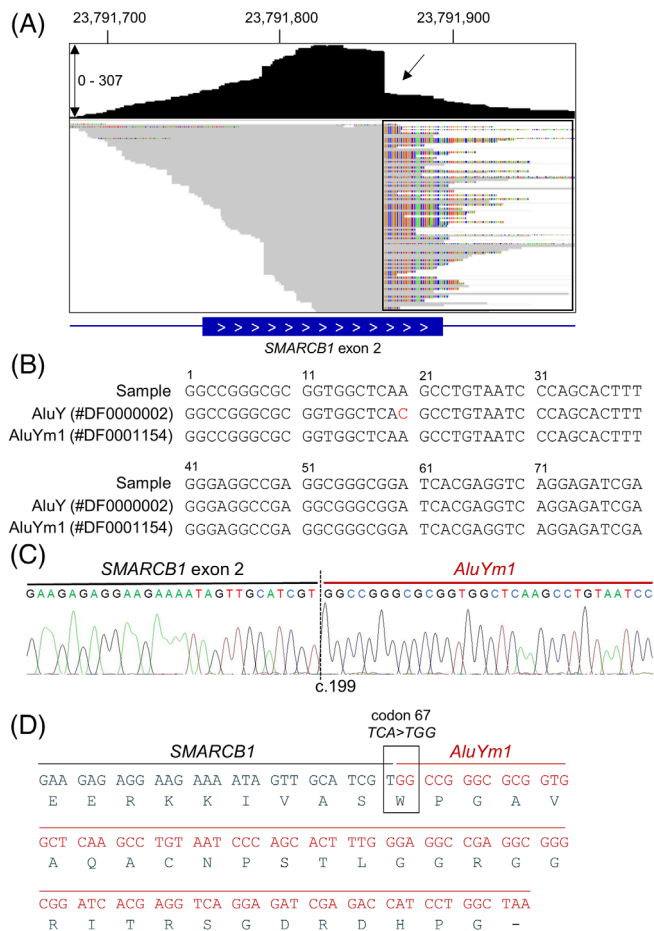 (A)
23,791,700 23,791,800 23,791,900
0 - 307
> > > > > > > > > > > > > >
SMARCB1 exon 2
(B)
1 11 21 31
Sample GGCCGGGCGC GGTGGCTCAA GCCTGTAATC CCAGCACTTT
AluY (#DF0000002) GGCCGGGCGC GGTGGCTCAC GCCTGTAATC CCAGCACTTT
AluYm1 (#DF0001154) GGCCGGGCGC GGTGGCTCAA GCCTGTAATC CCAGCACTTT
41 51 61 71
Sample GGGAGGCCGA GGCGGGCGGA TCACGAGGTC AGGAGATCGA
AluY (#DF0000002) GGGAGGCCGA GGCGGGCGGA TCACGAGGTC AGGAGATCGA
AluYm1 (#DF0001154) GGGAGGCCGA GGCGGGCGGA TCACGAGGTC AGGAGATCGA
(C)
SMARCB1 exon 2 AluYm1
GAAGAGAGGAAGAAAATAGTTGCATCGT GGCCGGGCGCGGTGGCTCAAGCCTGTAATCC
c.199
(D)
codon 67
TCA>TGG
SMARCB1 AluYm1
GAA GAG AGG AAG AAA ATA GTT GCA TCG TGG CCG GGC GCG GTG
E E R K K I V A S W P G A V
GCT CAA GCC TGT AAT CCC AGC ACT TTG GGA GGC CGA GGC GGG
A Q A C N P S T L G G R G G
CGG ATC ACG AGG TCA GGA GAT CGA GAC CAT CCT GGC TAA
R I T R S G D R D H P G -